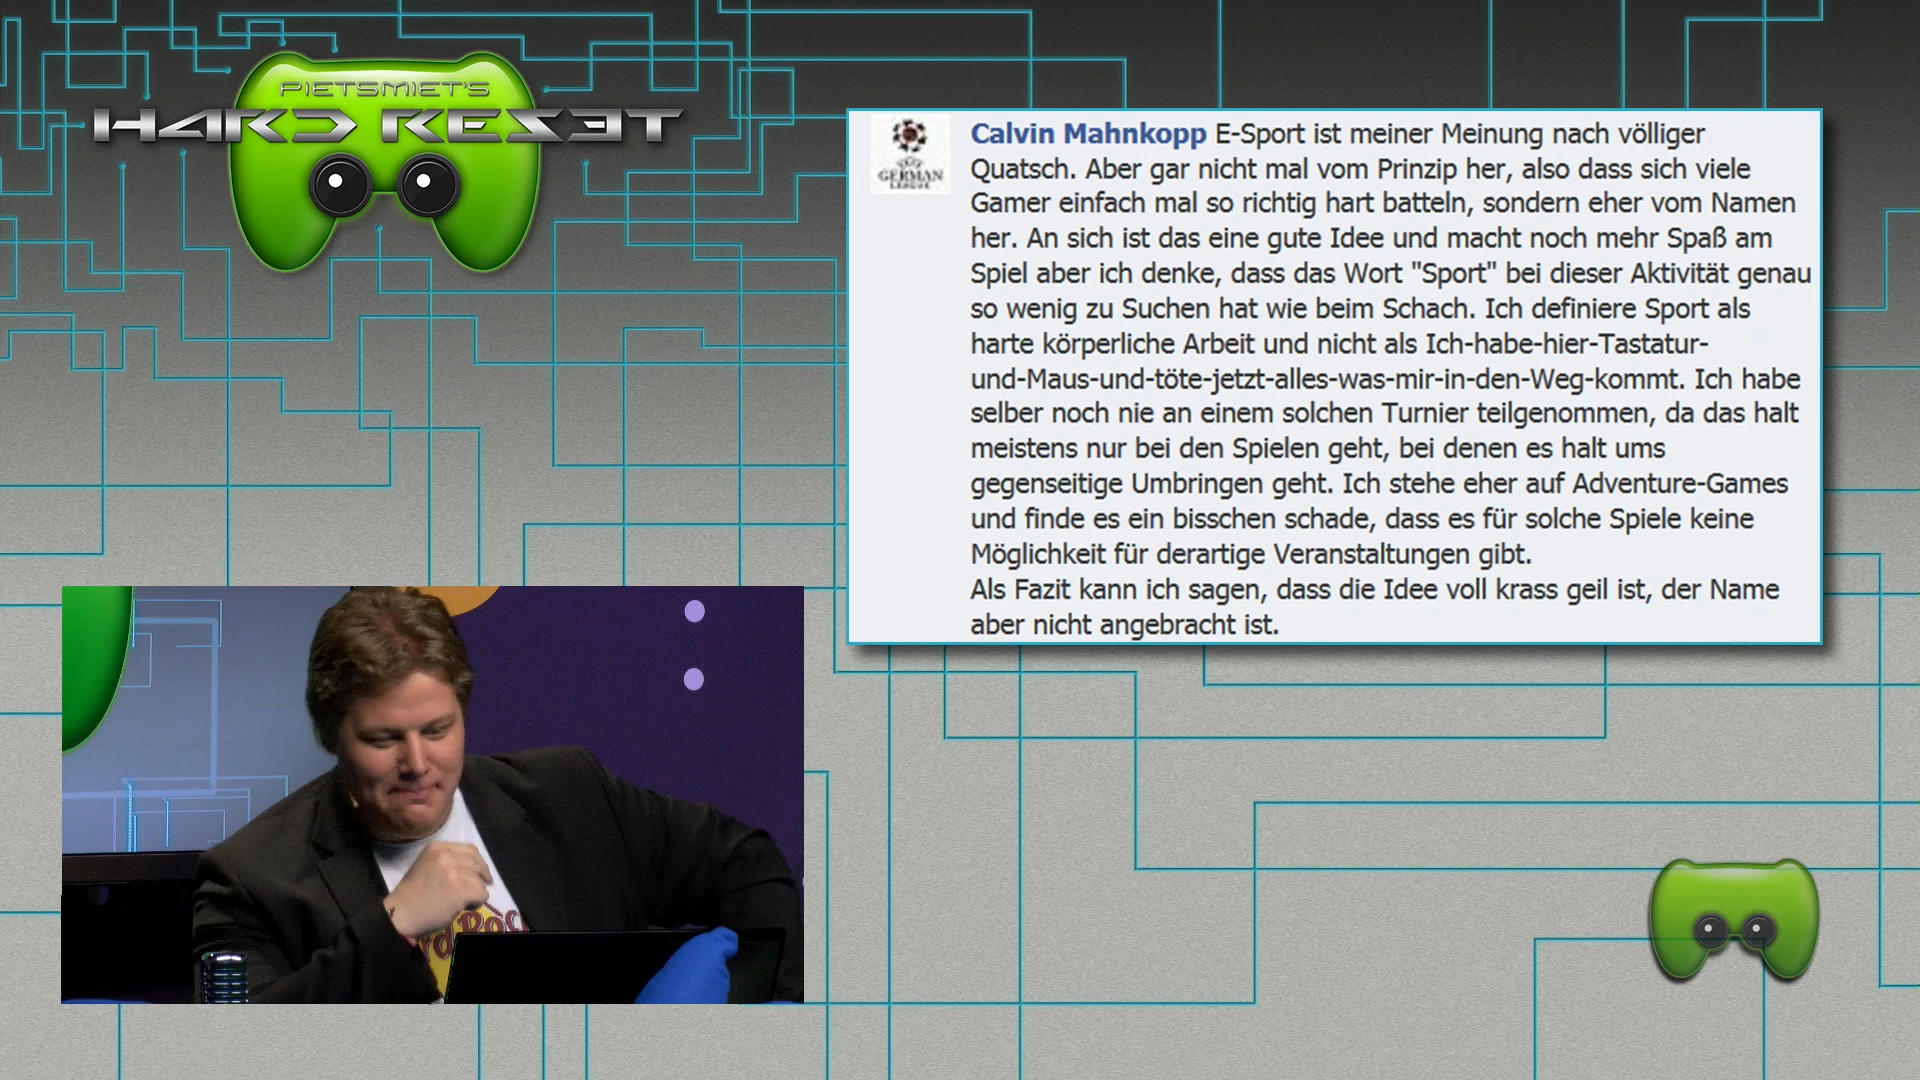 PIETSMIET'S
HARD RESET
GERMAN
LEAGUE
Calvin Mahnkopp E-Sport ist meiner Meinung nach völliger
Quatsch. Aber gar nicht mal vom Prinzip her, also dass sich viele
Gamer einfach mal so richtig hart batteln, sondern eher vom Namen
her. An sich ist das eine gute Idee und macht noch mehr Spaß am
Spiel aber ich denke, dass das Wort "Sport" bei dieser Aktivität genau
so wenig zu Suchen hat wie beim Schach. Ich definiere Sport als
harte körperliche Arbeit und nicht als Ich-habe-hier-Tastatur-
und-Maus-und-töte-jetzt-alles-was-mir-in-den-Weg-kommt. Ich habe
selber noch nie an einem solchen Turnier teilgenommen, da das halt
meistens nur bei den Spielen geht, bei denen es halt ums
gegenseitige Umbringen geht. Ich stehe eher auf Adventure-Games
und finde es ein bisschen schade, dass es für solche Spiele keine
Möglichkeit für derartige Veranstaltungen gibt.
Als Fazit kann ich sagen, dass die Idee voll krass geil ist, der Name
aber nicht angebracht ist.